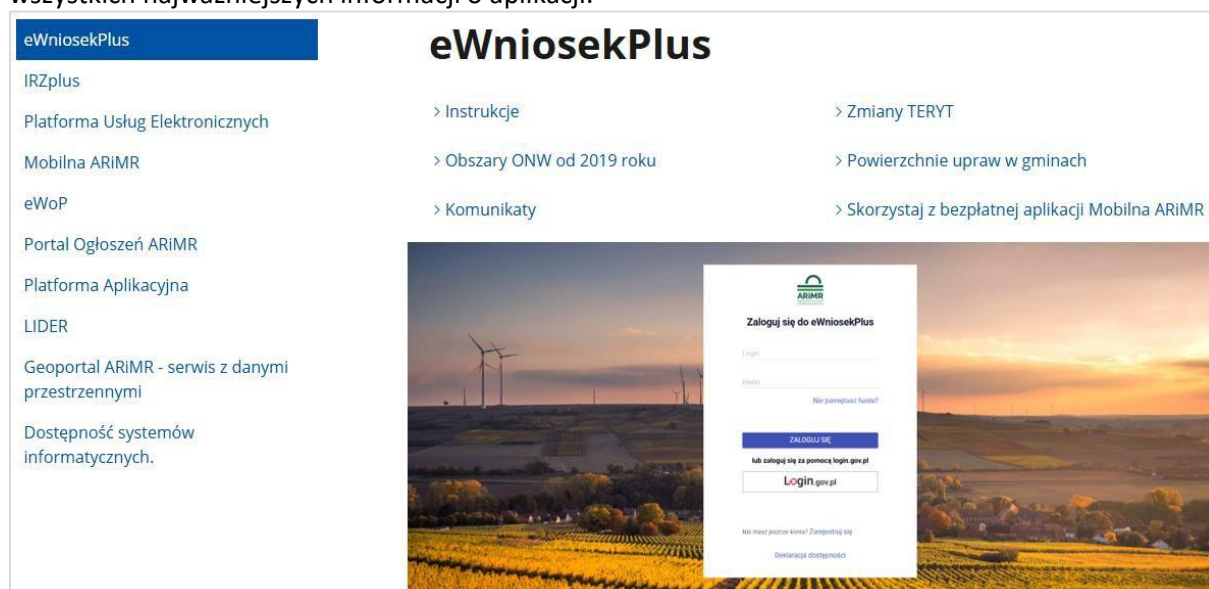 wszystkich najważniejszych informacji o aplikacji.
eWniosekPlus
IRZplus
Platforma Usług Elektronicznych
Mobilna ARiMR
eWoP
Portal Ogłoszeń ARiMR
Platforma Aplikacyjna
LIDER
Geoportal ARiMR - serwis z danymi
przestrzennymi
Dostępność systemów
informatycznych.
eWniosekPlus
> Instrukcje
> Zmiany TERYT
> Obszary ONW od 2019 roku
> Powierzchnie upraw w gminach
> Komunikaty
> Skorzystaj z bezpłatnej aplikacji Mobilna ARiMR
ARiMR
Zaloguj się do eWniosekPlus
Login
Hasło
Nie pamiętasz hasła?
ZALOGUJ SIĘ
lub zaloguj się za pomocą login.gov.pl
Login.gov.pl
Nie masz jeszcze konta? Zarejestruj się
Deklaracja dostępności